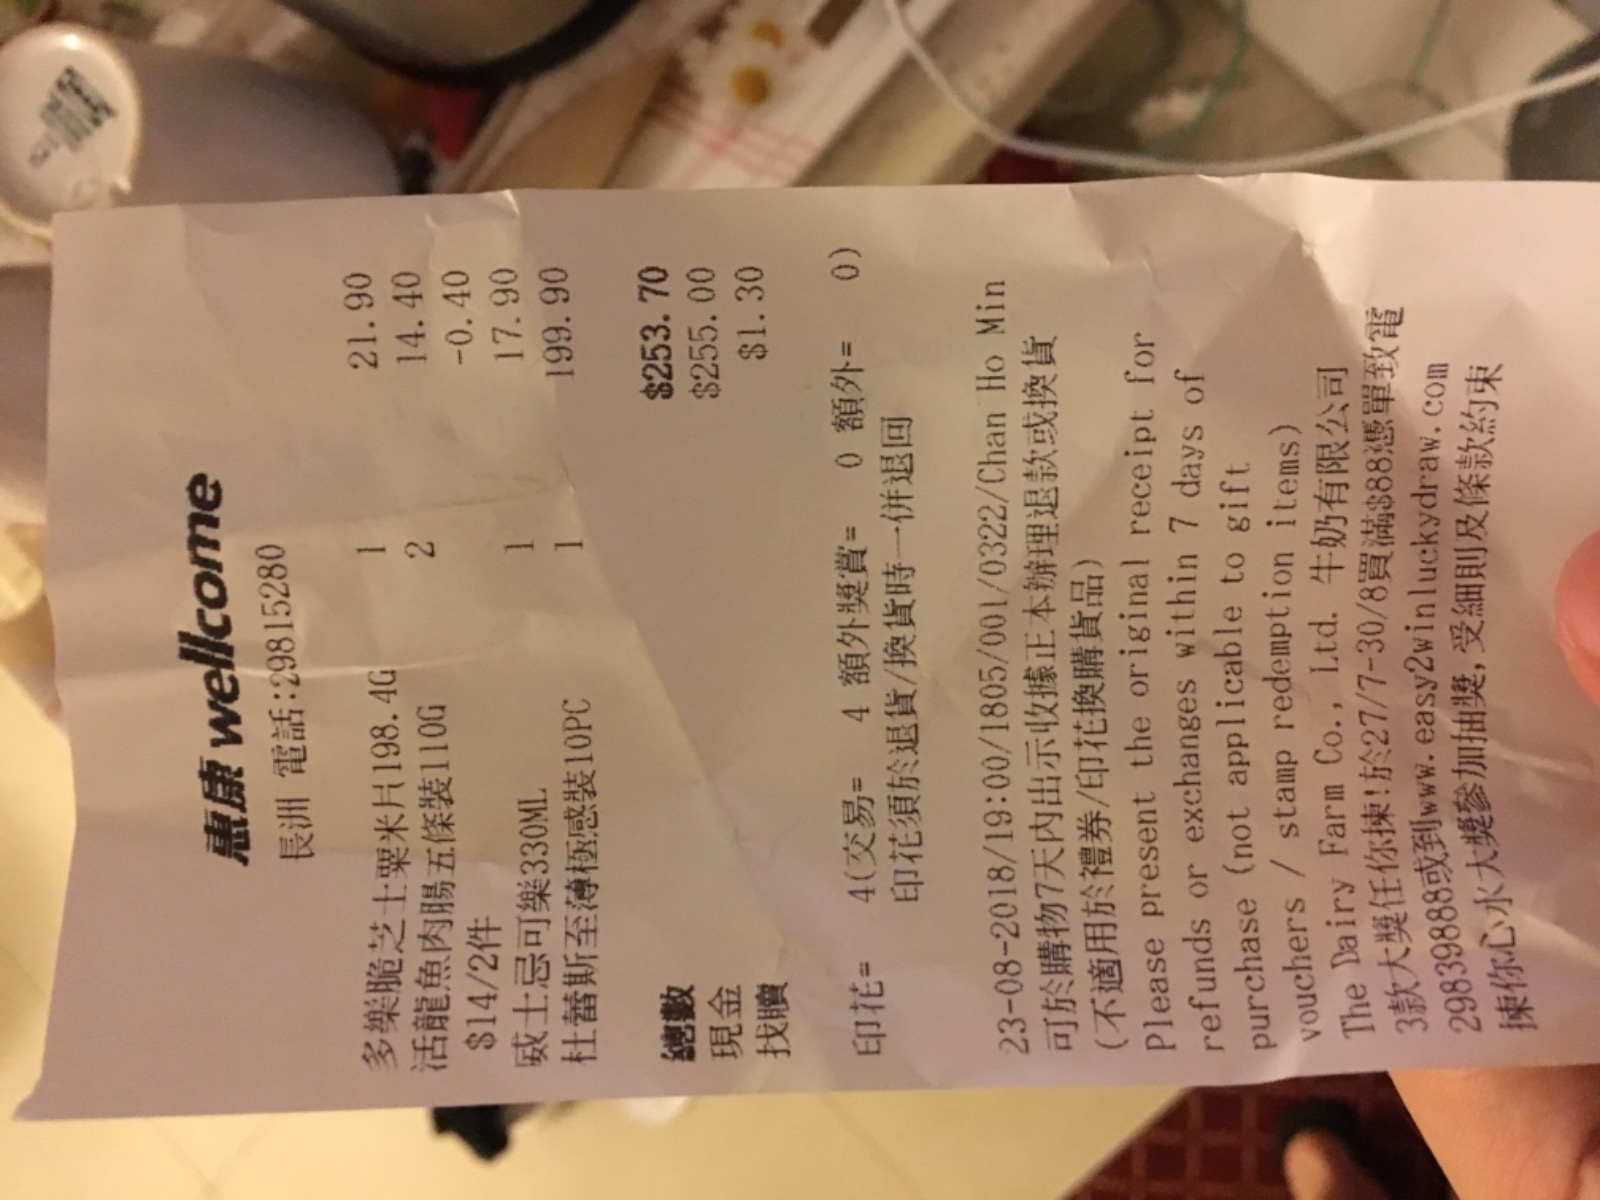 惠康 wellcome
長洲 電話:29815280
多樂脆芝士粟米片198.4G 1 21.90
活龍魚肉腸五條裝110G 2 14.40
$14/2件 -0.40
威士忌可樂330ML 1 17.90
杜蕾斯至薄極感裝10PC 1 199.90
總數 $253.70
現金 $255.00
找贖 $1.30
印花= 4(交易= 4 額外獎賞= 0 額外= 0)
印花須於退貨/換貨時一併退回
23-08-2018/19:00/1805/001/0322/Chan Ho Min
可於購物7天內出示收據正本辦理退款或換貨
(不適用於禮券/印花換購貨品)
Please present the original receipt for
refunds or exchanges within 7 days of
purchase (not applicable to gift
vouchers / stamp redemption items)
The Dairy Farm Co., Ltd. 牛奶有限公司
3款大獎任你揀!於27/7-30/8買滿$88憑單致電
29839888或到www.easy2winluckydraw.com
揀你心水大獎參加抽獎,受細則及條款約束